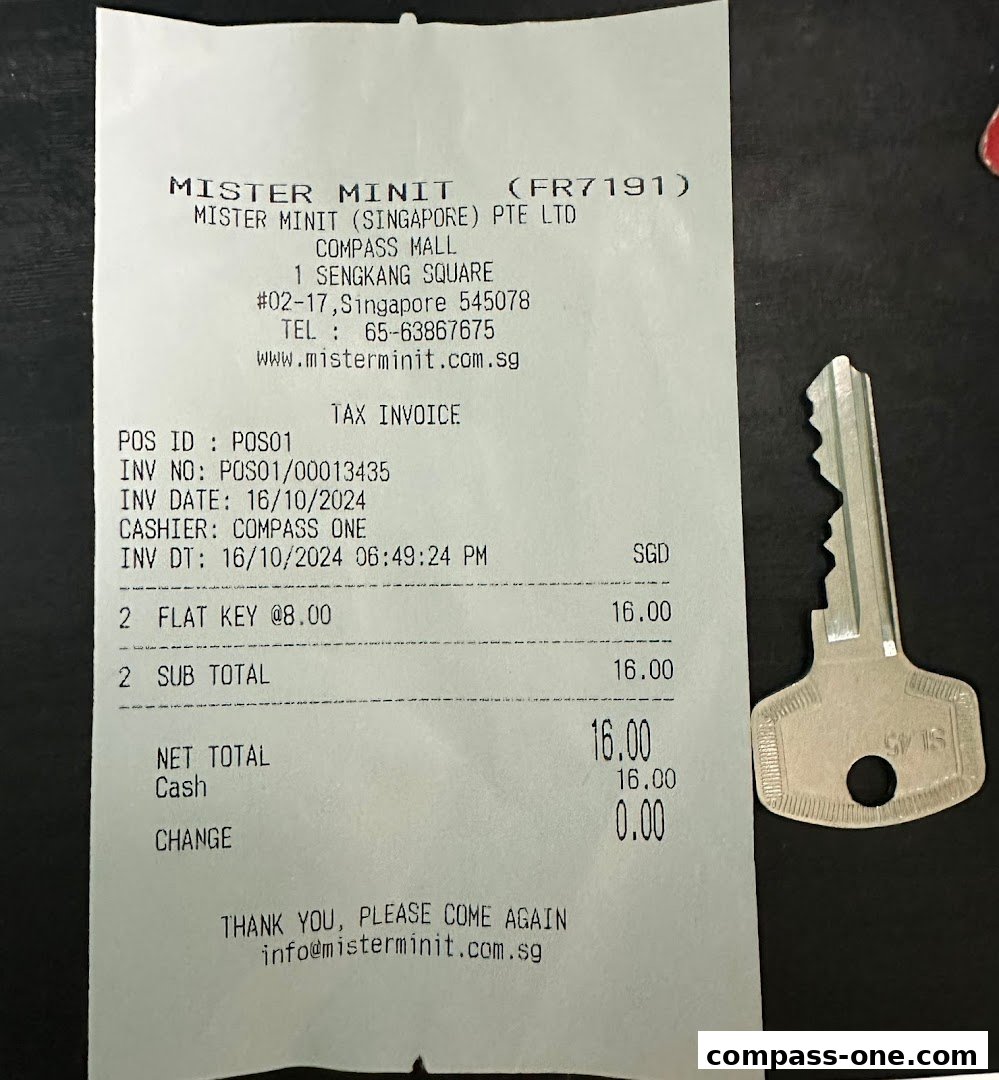 MISTER MINIT (FR7191)
MISTER MINIT (SINGAPORE) PTE LTD
COMPASS MALL
1 SENGKANG SQUARE
#02-17,Singapore 545078
TEL : 65-63867675
www.misterminit.com.sg
TAX INVOICE
POS ID : POS01
INV NO: POS01/00013435
INV DATE: 16/10/2024
CASHIER: COMPASS ONE
INV DT: 16/10/2024 06:49:24 PM SGD
2 FLAT KEY @8.00 16.00
2 SUB TOTAL 16.00
NET TOTAL 16.00
Cash 16.00
CHANGE 0.00
THANK YOU, PLEASE COME AGAIN
info@misterminit.com.sg
compass-one.com